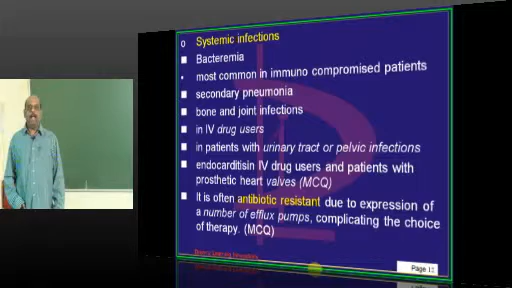 Systemic infections
Bacteremia
most common in immuno compromised patients
secondary pneumonia
bone and joint infections
in IV drug users
in patients with urinary tract or pelvic infections
endocarditisin IV drug users and patients with
prosthetic heart valves (MCQ)
It is often antibiotic resistant due to expression of
a number of efflux pumps, complicating the choice
of therapy. (MCQ)
Page 11